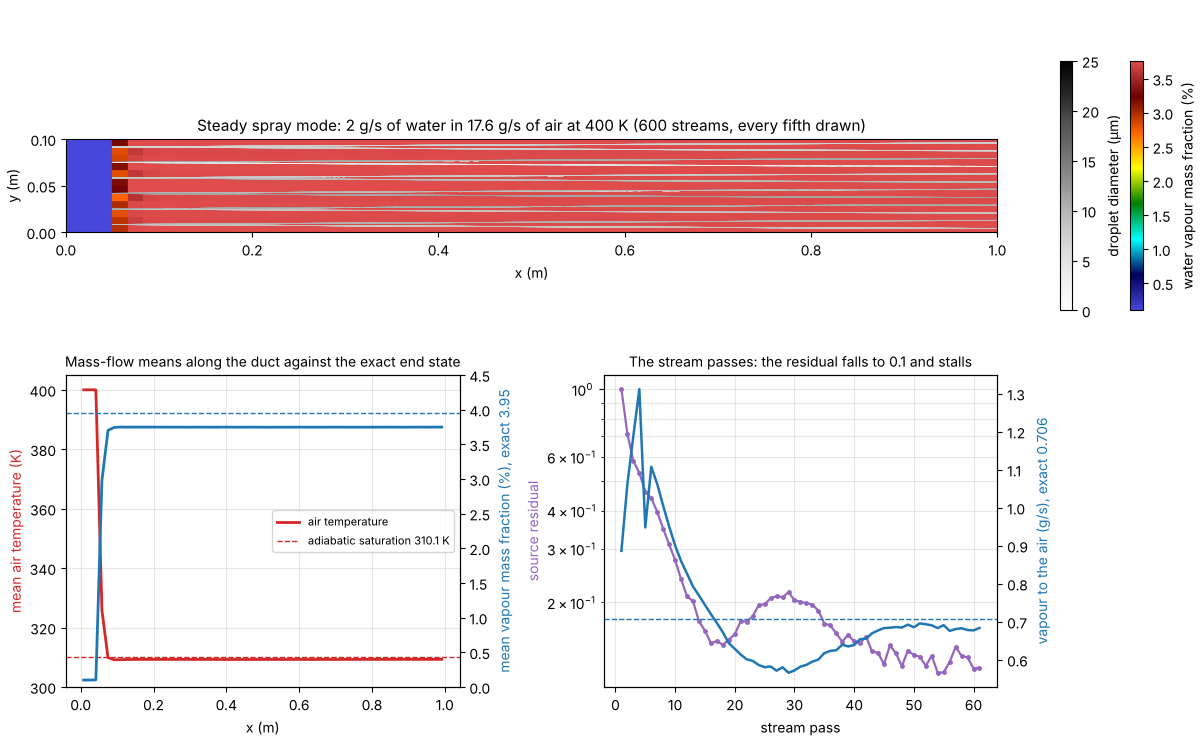 Steady spray mode: 2 g/s of water in 17.6 g/s of air at 400 K (600 streams, every fifth drawn)
y (m)
0.10
0.05
0.00
0.0 0.2 0.4 0.6 0.8 1.0
x (m)
25
20
15
10
5
0
droplet diameter (µm)
3.5
3.0
2.5
2.0
1.5
1.0
0.5
water vapour mass fraction (%)
Mass-flow means along the duct against the exact end state
mean air temperature (K)
400
380
360
340
320
300
4.5
4.0
3.5
3.0
2.5
2.0
1.5
1.0
0.5
0.0
mean vapour mass fraction (%), exact 3.95
air temperature
adiabatic saturation 310.1 K
0.0 0.2 0.4 0.6 0.8 1.0
x (m)
The stream passes: the residual falls to 0.1 and stalls
source residual
10⁰
6 × 10⁻¹
4 × 10⁻¹
3 × 10⁻¹
2 × 10⁻¹
1.3
1.2
1.1
1.0
0.9
0.8
0.7
0.6
vapour to the air (g/s), exact 0.706
0 10 20 30 40 50 60
stream pass